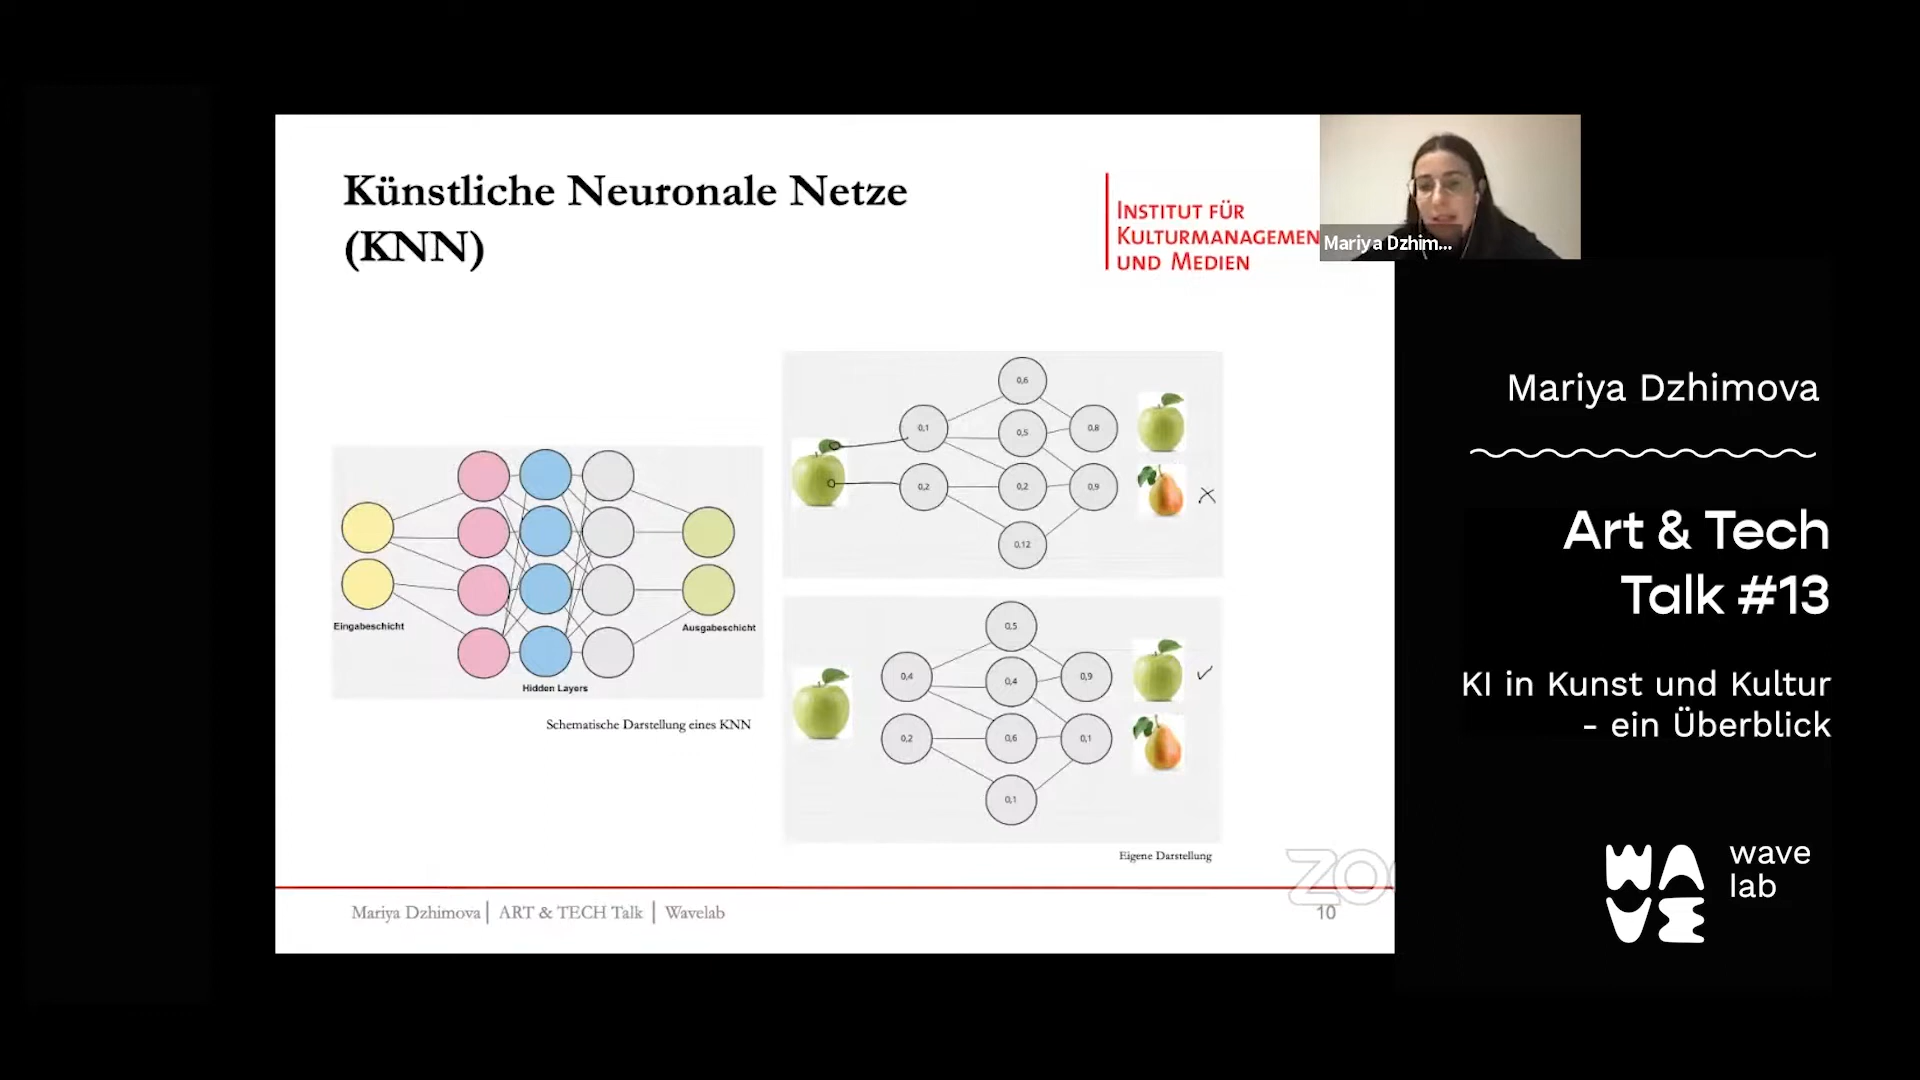 Künstliche Neuronale Netze
(KNN)
INSTITUT FÜR
KULTURMANAGEMEN
UND MEDIEN
Mariya Dzhim...
Mariya Dzhimova
Art & Tech
Talk #13
KI in Kunst und Kultur
- ein Überblick
wave
lab
WAVE
Eingabeschicht
Ausgabeschicht
Hidden Layers
Schematische Darstellung eines KNN
0,6
0,1
0,5
0,8
0,2
0,2
0,9
0,12
0,5
0,4
0,4
0,9
0,2
0,6
0,1
0,1
Eigene Darstellung
ZO
Mariya Dzhimova | ART & TECH Talk | Wavelab
10